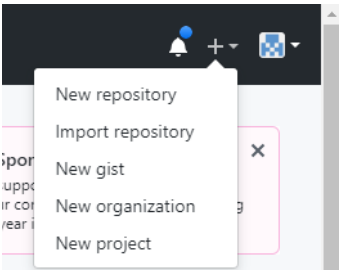 New repository
Import repository
New gist
New organization
New project